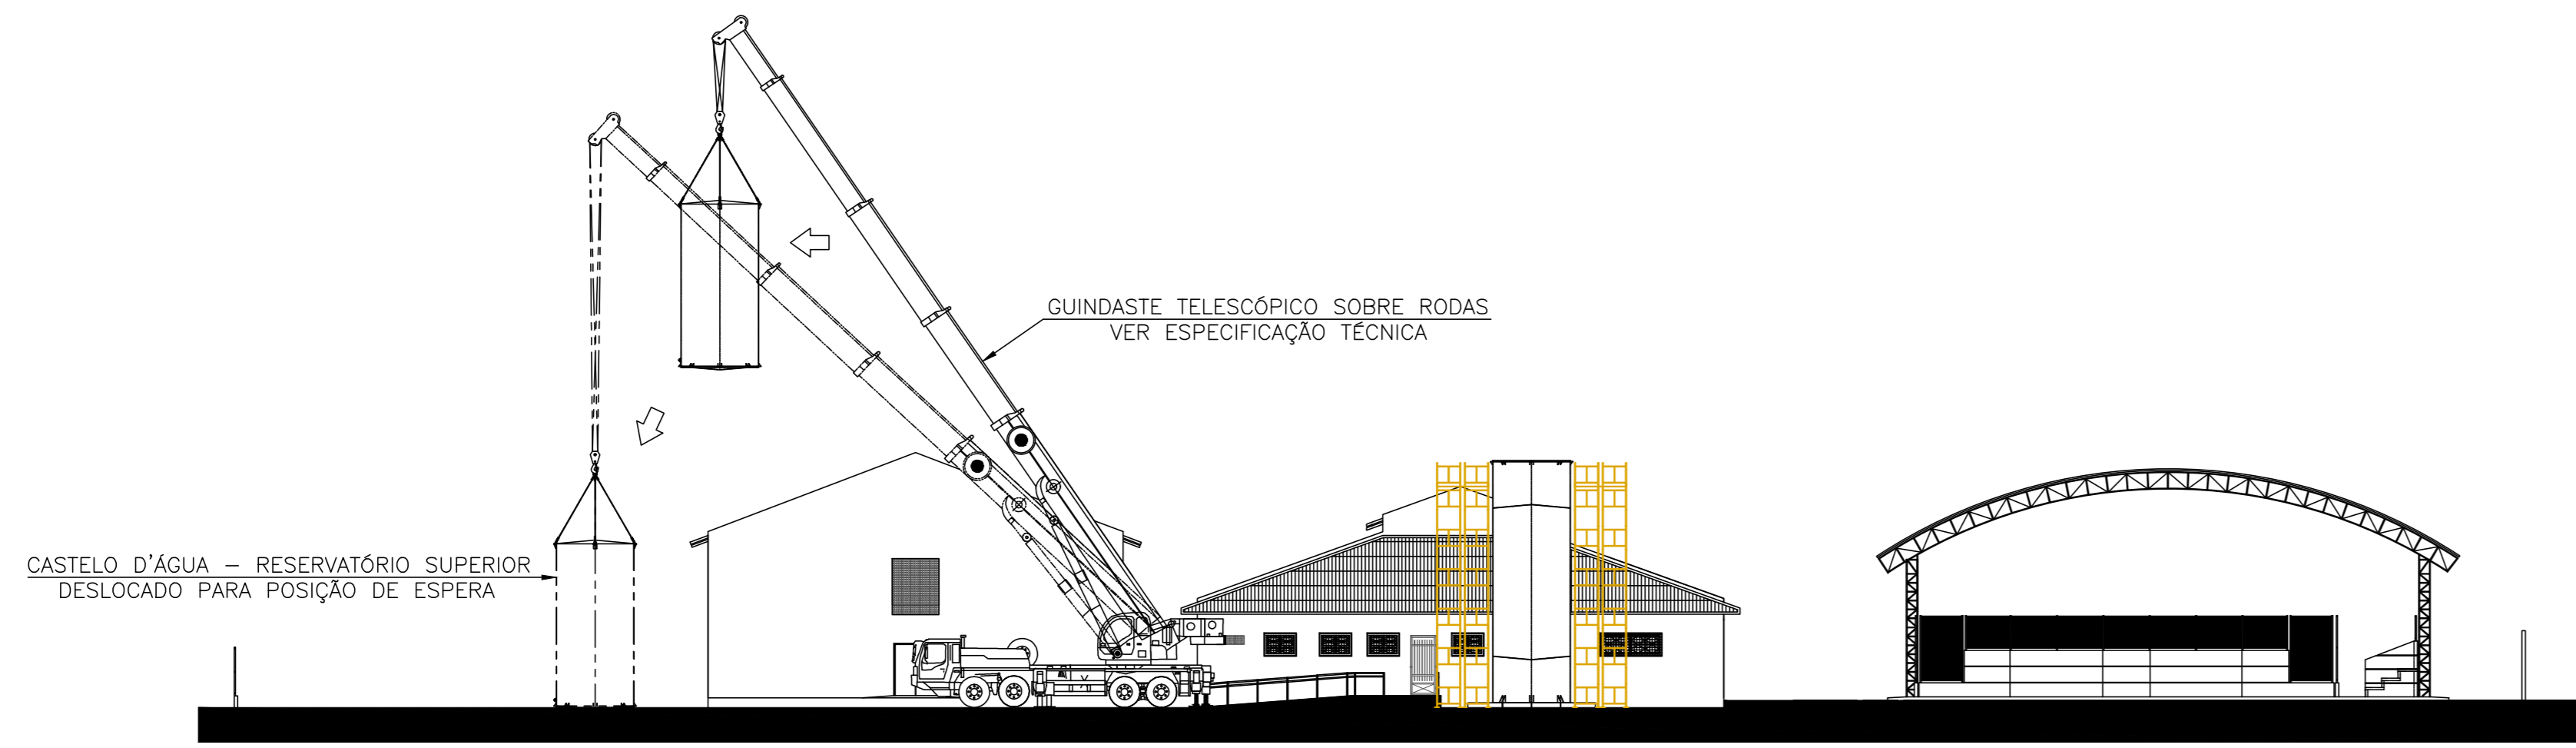 GUINDASTE TELESCÓPICO SOBRE RODAS
VER ESPECIFICAÇÃO TÉCNICA
CASTELO D'ÁGUA – RESERVATÓRIO SUPERIOR
DESLOCADO PARA POSIÇÃO DE ESPERA